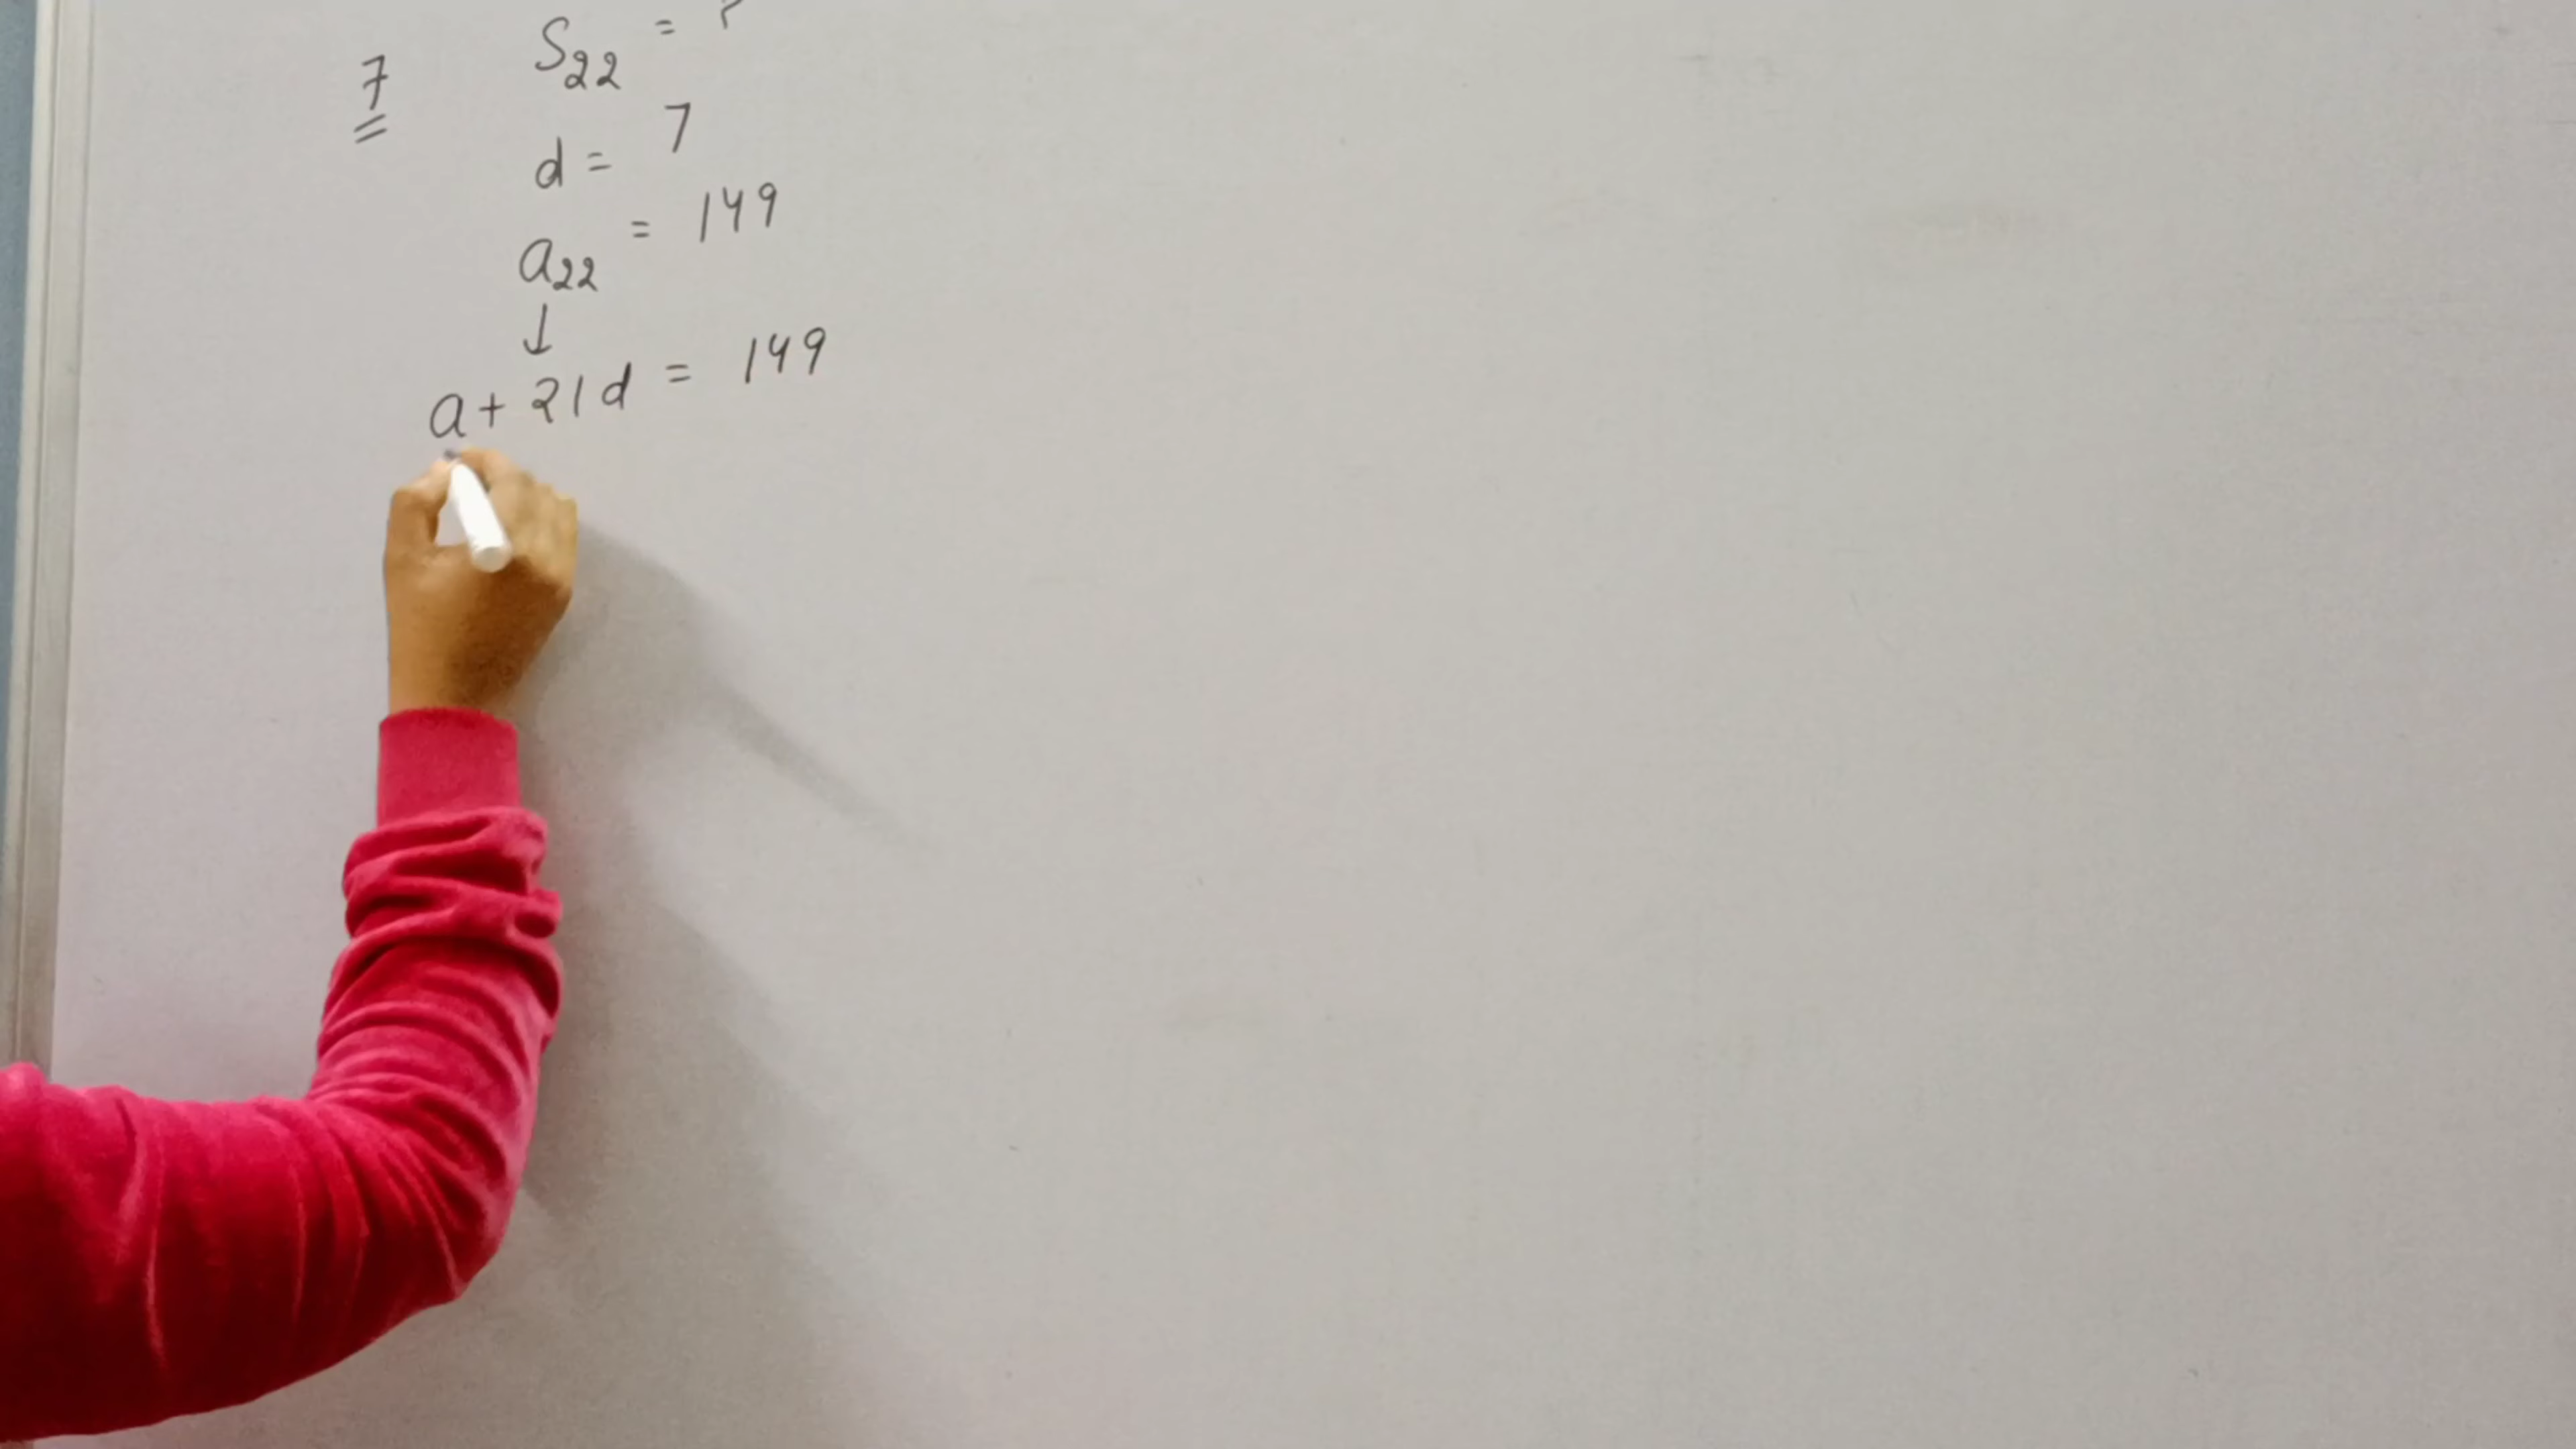 7 S₂₂ = ?
d = 7
a₂₂ = 149
↓
a + 21d = 149